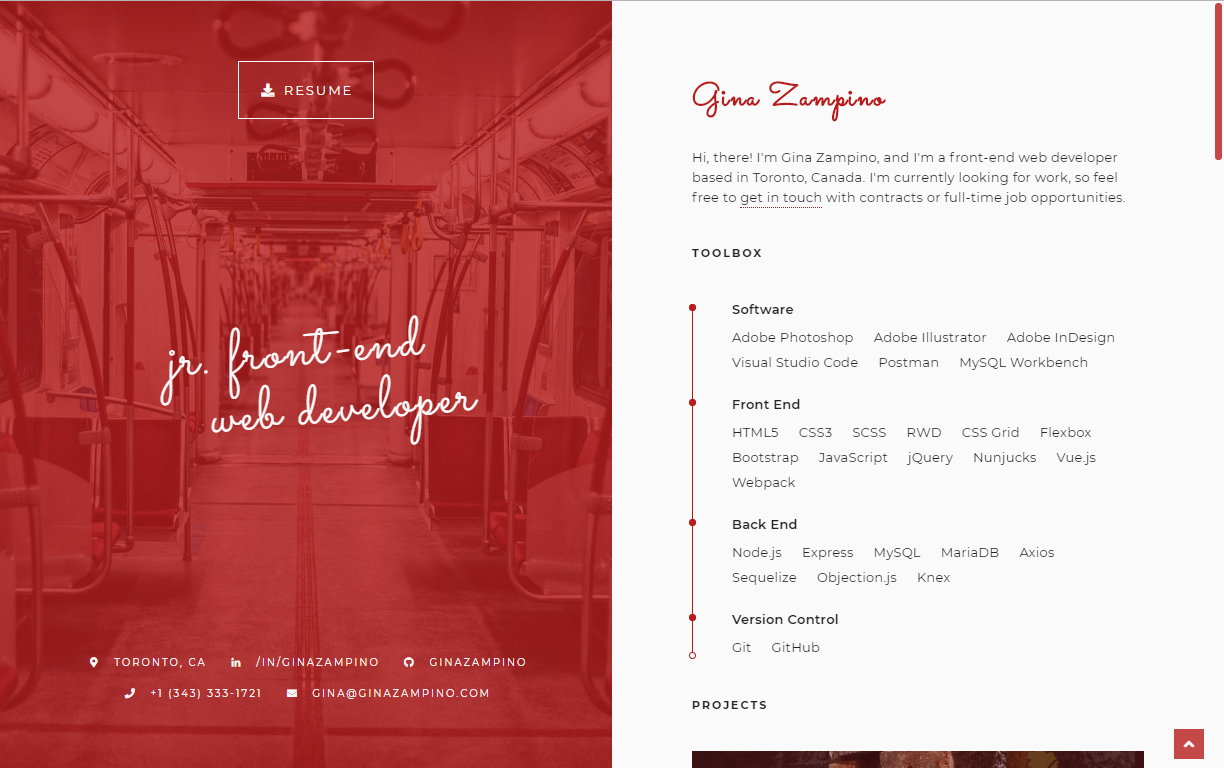 RESUME
jr. front-end
web developer
TORONTO, CA /IN/GINAZAMPINO GINAZAMPINO
+1 (343) 333-1721 GINA@GINAZAMPINO.COM
Gina Zampino
Hi, there! I'm Gina Zampino, and I'm a front-end web developer
based in Toronto, Canada. I'm currently looking for work, so feel
free to get in touch with contracts or full-time job opportunities.
TOOLBOX
Software
Adobe Photoshop Adobe Illustrator Adobe InDesign
Visual Studio Code Postman MySQL Workbench
Front End
HTML5 CSS3 SCSS RWD CSS Grid Flexbox
Bootstrap JavaScript jQuery Nunjucks Vue.js
Webpack
Back End
Node.js Express MySQL MariaDB Axios
Sequelize Objection.js Knex
Version Control
Git GitHub
PROJECTS